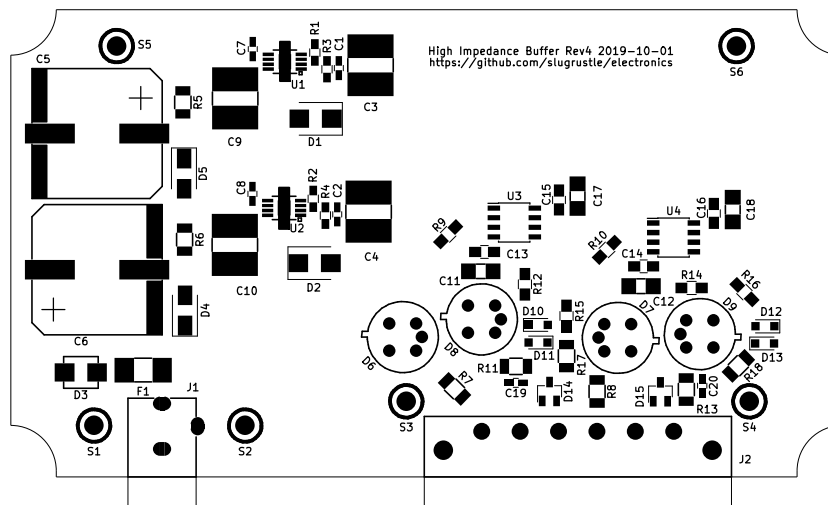 High Impedance Buffer Rev4 2019-10-01
https://github.com/slugrustle/electronics
C5
S5
C7
R1
R3
C1
U1
C3
S6
R5
C9
D1
D5
C8
R2
R4
C2
U2
C4
R6
C10
D2
D4
C6
D3
F1
J1
S1
S2
R9
U3
C15
C17
C13
C11
R12
R10
C14
U4
C16
C18
C12
R14
R16
D6
D8
D10
D11
R15
R17
D7
D9
D12
D13
R18
R11
R7
C19
D14
R8
D15
C20
R13
S3
S4
J2